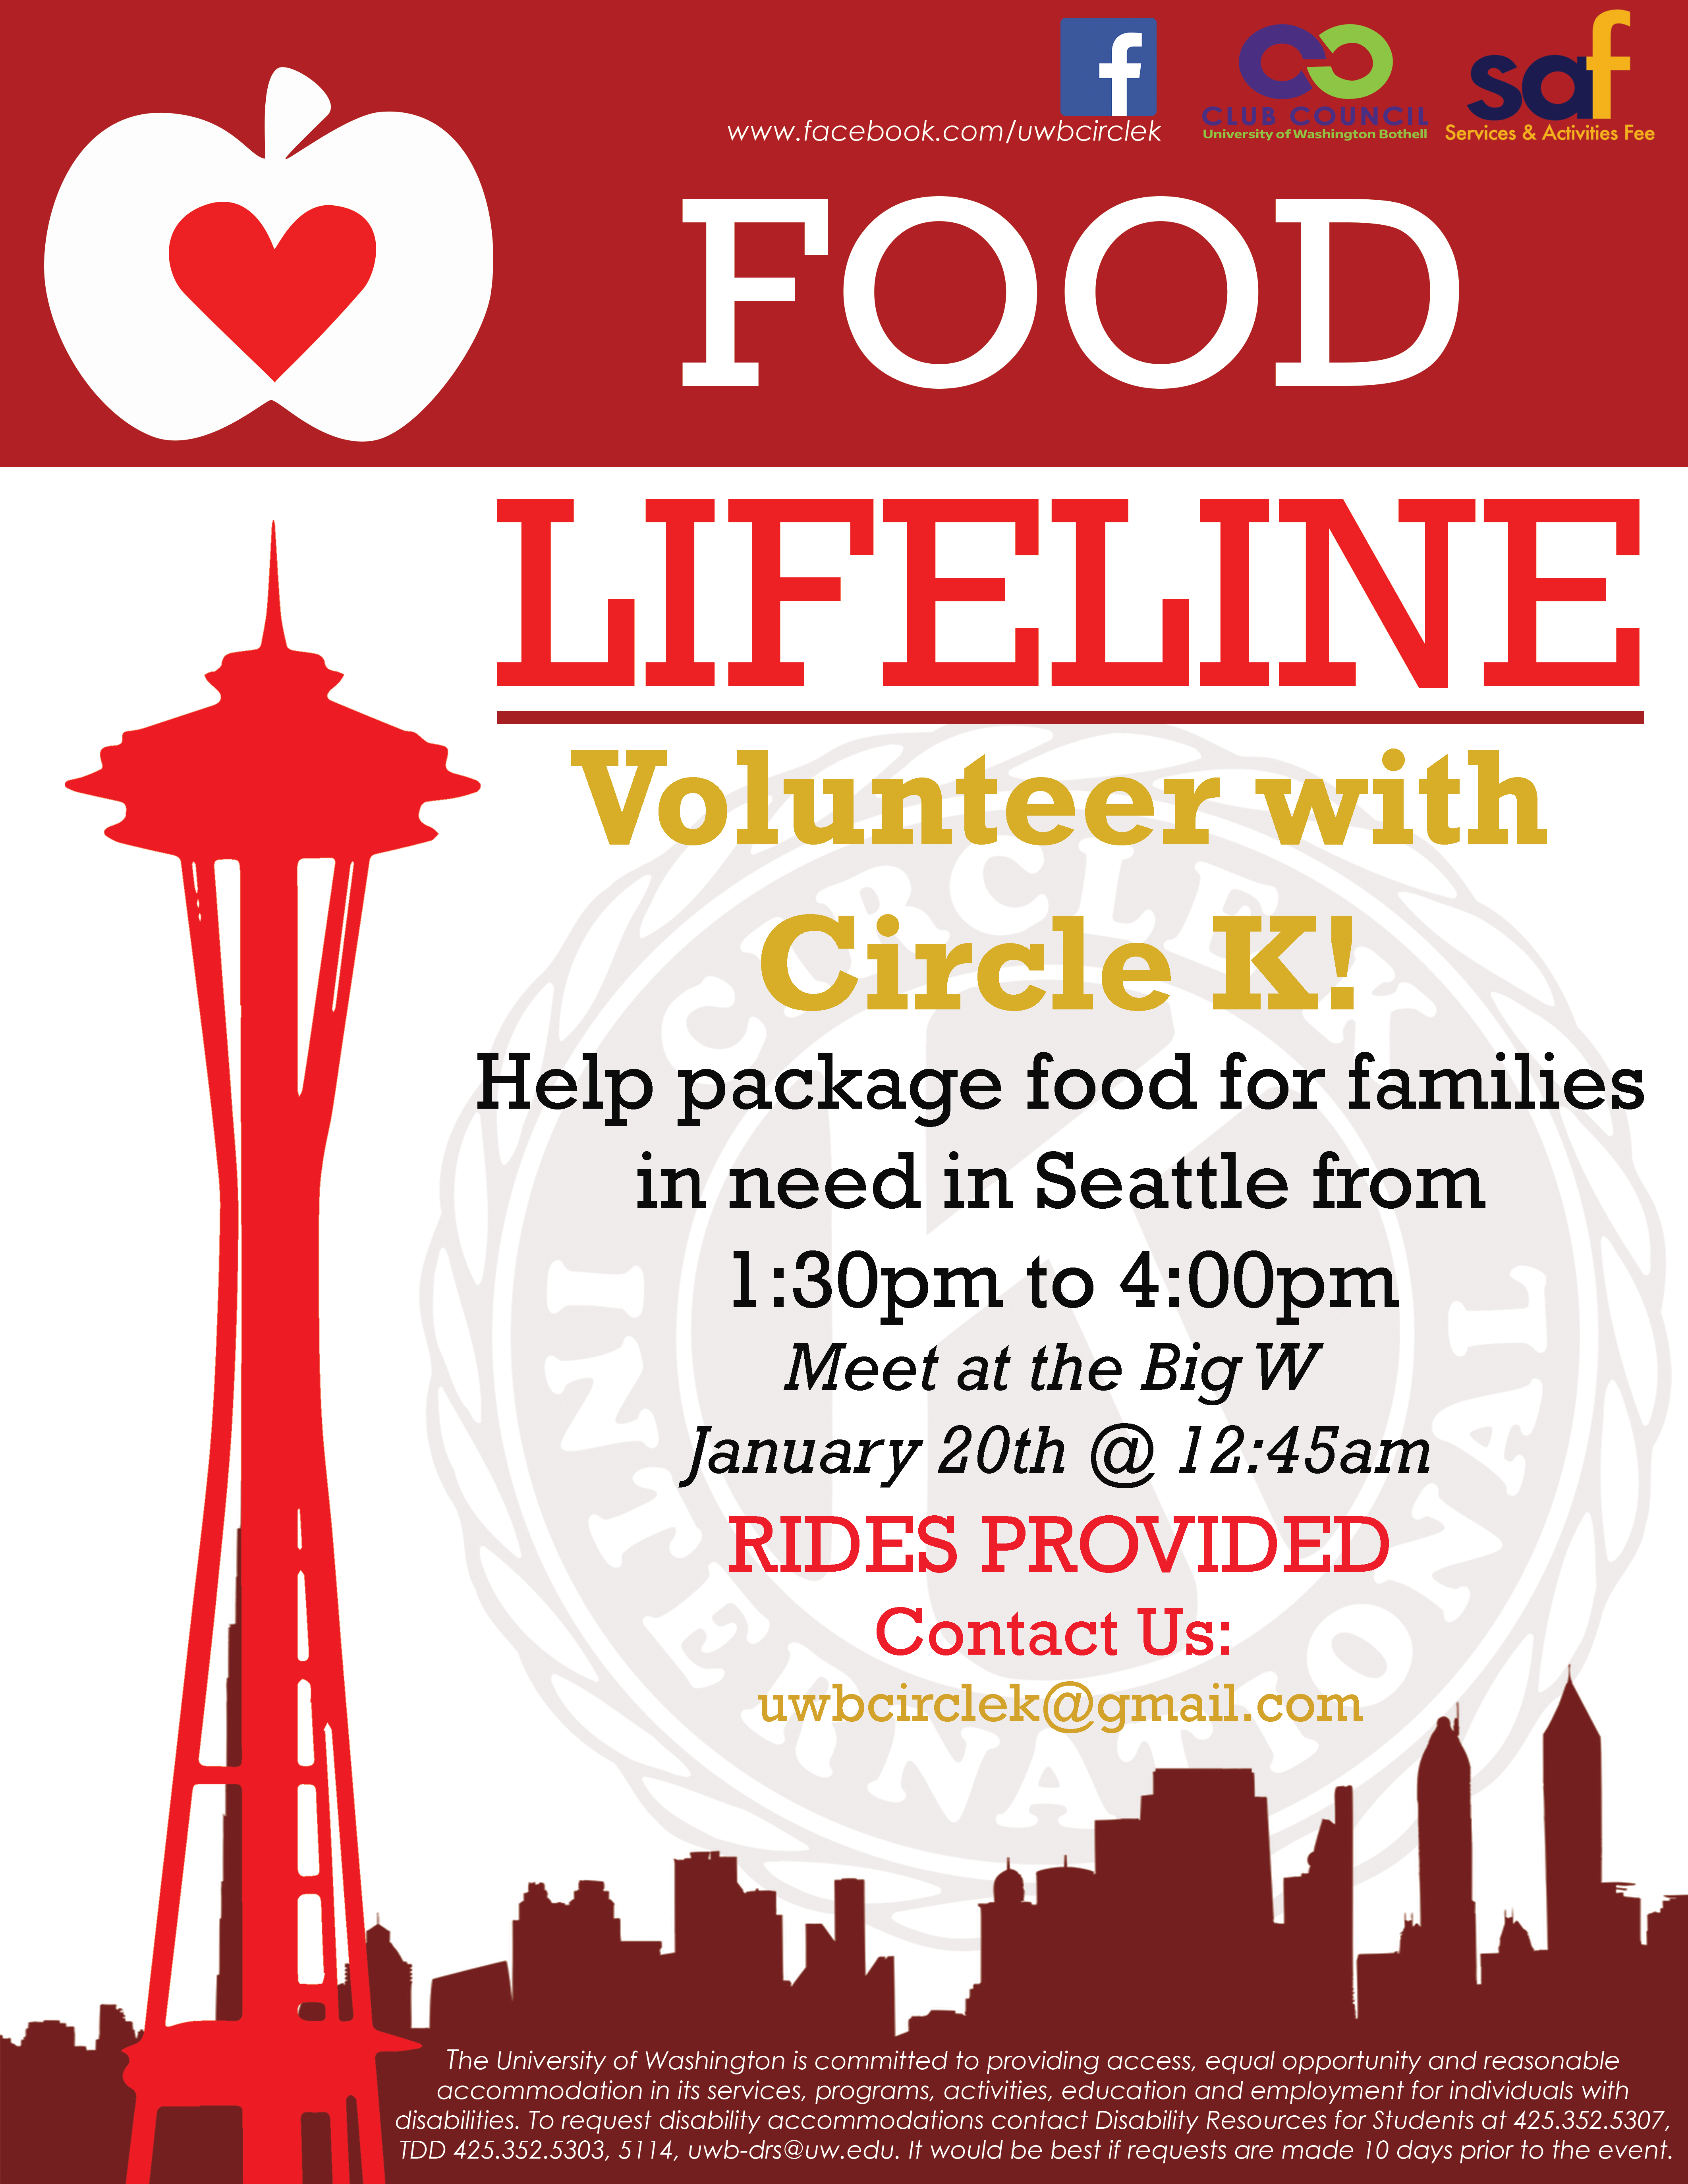 www.facebook.com/uwbcirclek
CLUB COUNCIL
University of Washington Bothell
saf
Services & Activities Fee
FOOD
LIFELINE
Volunteer with
Circle K!
Help package food for families
in need in Seattle from
1:30pm to 4:00pm
Meet at the Big W
January 20th @ 12:45am
RIDES PROVIDED
Contact Us:
uwbcirclek@gmail.com
CIRCLE K
INTERNATIONAL
K
The University of Washington is committed to providing access, equal opportunity and reasonable
accommodation in its services, programs, activities, education and employment for individuals with
disabilities. To request disability accommodations contact Disability Resources for Students at 425.352.5307,
TDD 425.352.5303, 5114, uwb-drs@uw.edu. It would be best if requests are made 10 days prior to the event.